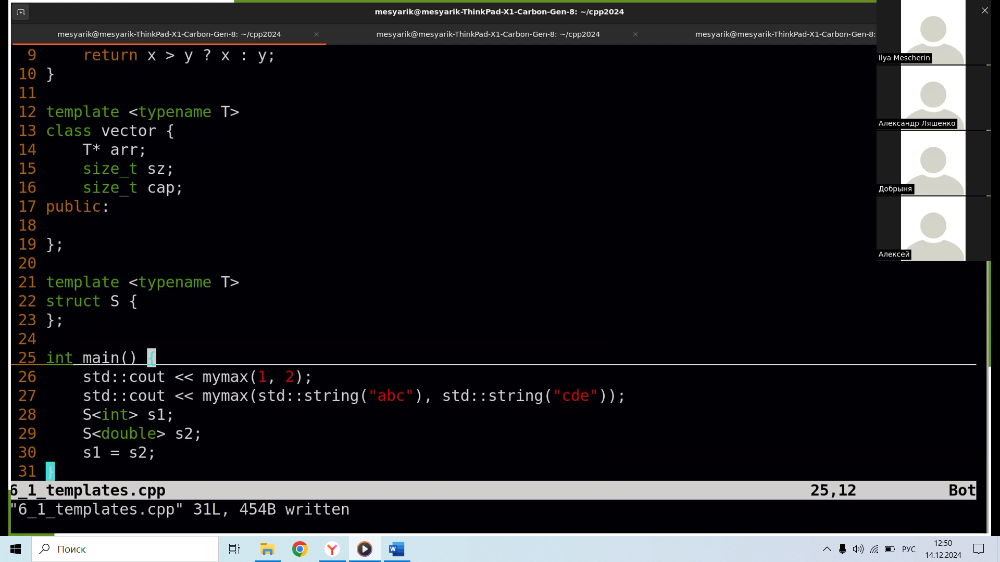 mesyarik@mesyarik-ThinkPad-X1-Carbon-Gen-8: ~/cpp2024
mesyarik@mesyarik-ThinkPad-X1-Carbon-Gen-8: ~/cpp2024 ×
mesyarik@mesyarik-ThinkPad-X1-Carbon-Gen-8: ~/cpp2024 ×
mesyarik@mesyarik-ThinkPad-X1-Carbon-Gen-8:
Ilya Mescherin
Александр Ляшенко
Добрыня
Алексей
9     return x > y ? x : y;
10 }
11
12 template <typename T>
13 class vector {
14     T* arr;
15     size_t sz;
16     size_t cap;
17 public:
18
19 };
20
21 template <typename T>
22 struct S {
23 };
24
25 int main() {
26     std::cout << mymax(1, 2);
27     std::cout << mymax(std::string("abc"), std::string("cde"));
28     S<int> s1;
29     S<double> s2;
30     s1 = s2;
31 }
6_1_templates.cpp 25,12 Bot
"6_1_templates.cpp" 31L, 454B written
Поиск
РУС
12:50
14.12.2024